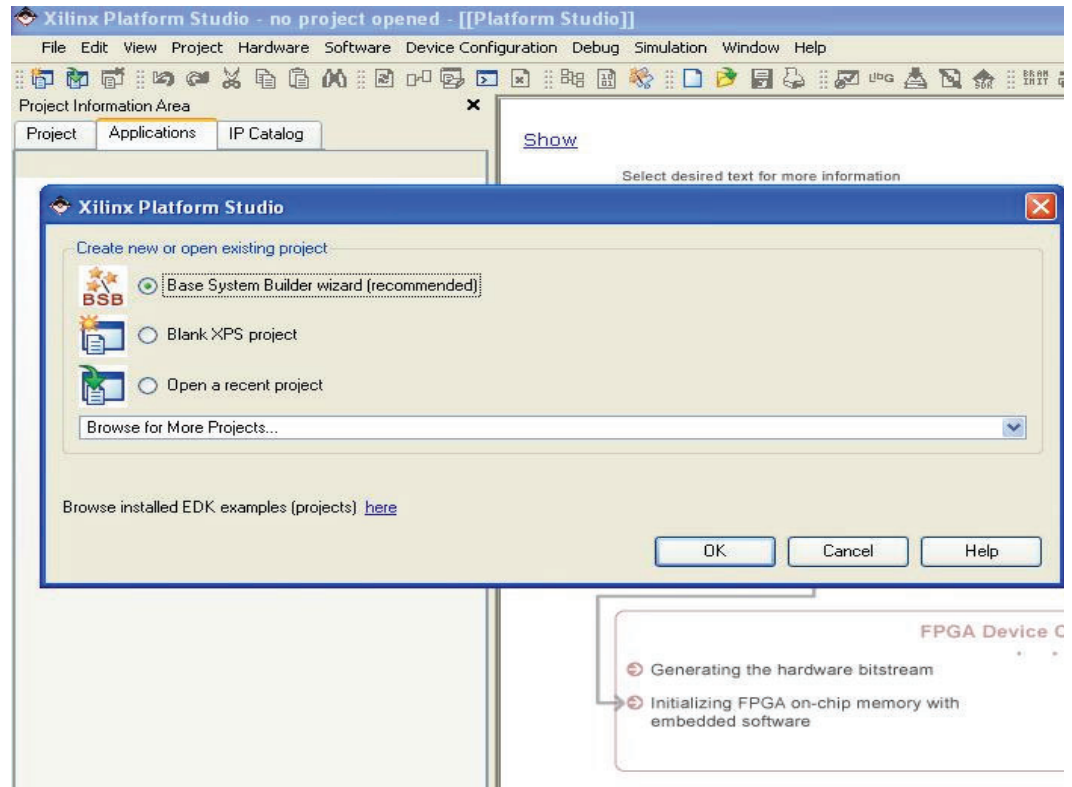 Xilinx Platform Studio - no project opened - [[Platform Studio]]
File Edit View Project Hardware Software Device Configuration Debug Simulation Window Help
Project Information Area
Project Applications IP Catalog
Show
Select desired text for more information
Xilinx Platform Studio
Create new or open existing project
BSB
Base System Builder wizard (recommended)
Blank XPS project
Open a recent project
Browse for More Projects...
Browse installed EDK examples (projects) here
OK Cancel Help
FPGA Device C
Generating the hardware bitstream
Initializing FPGA on-chip memory with
embedded software